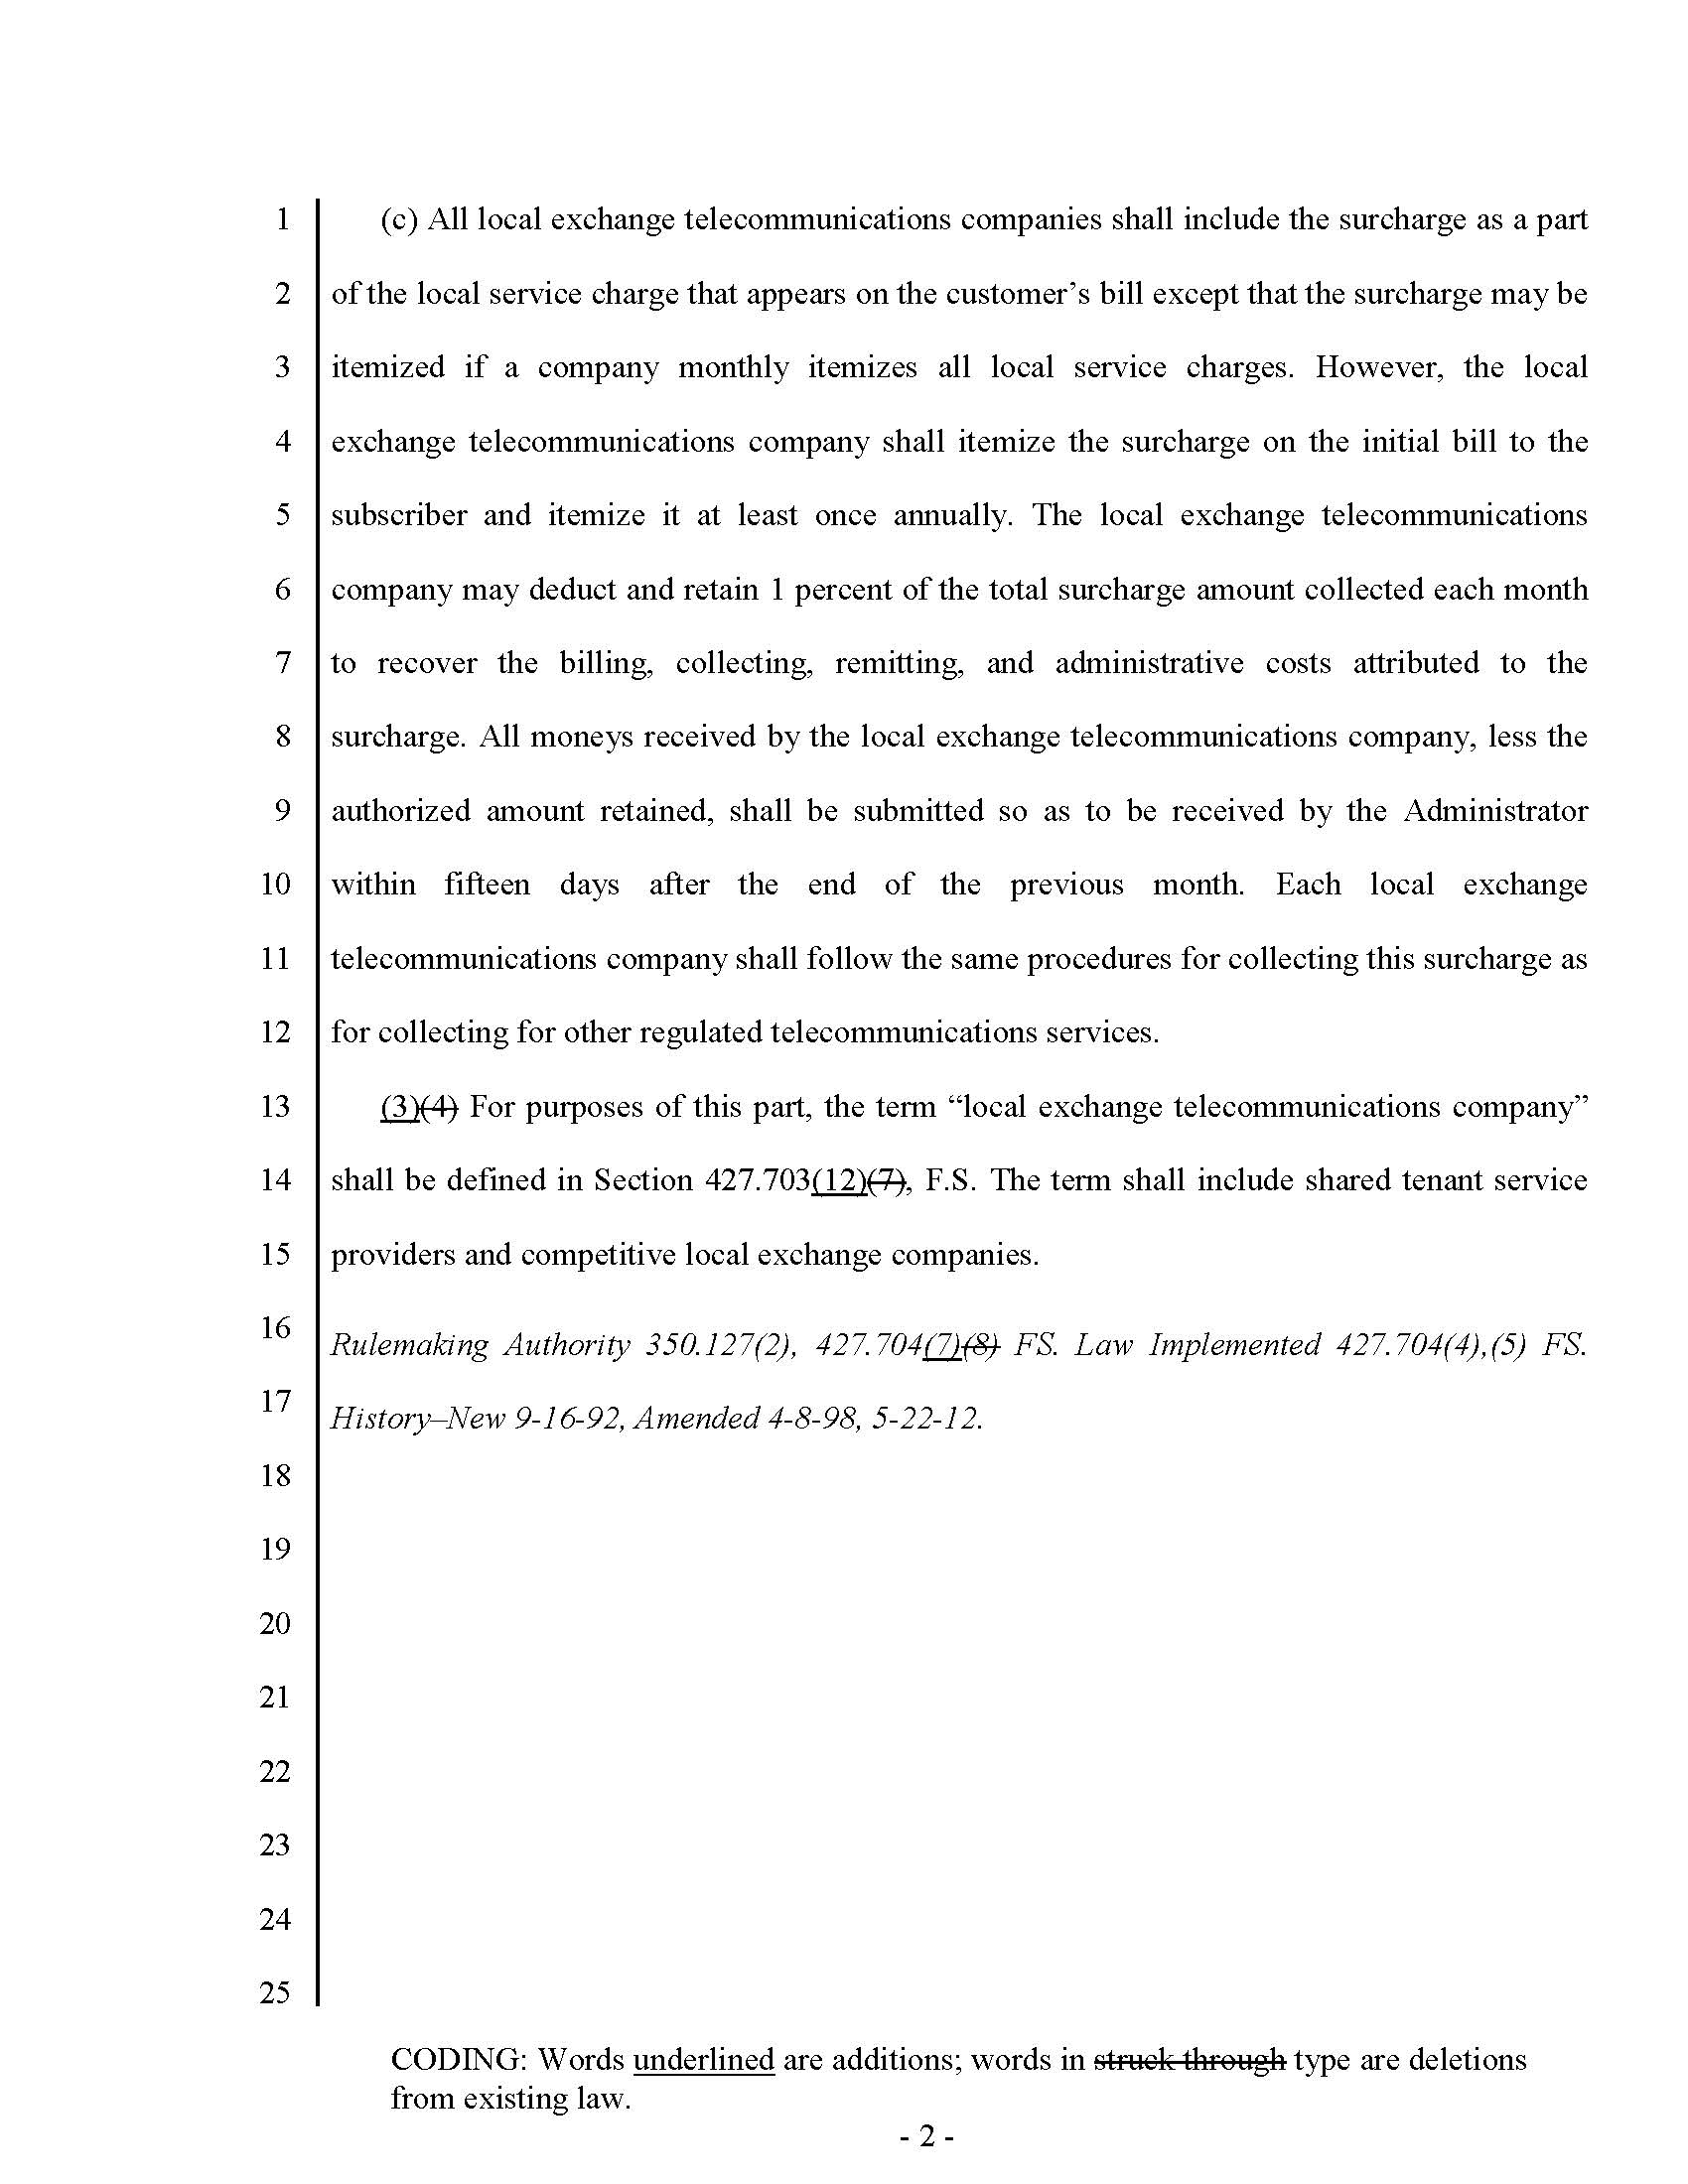 1 (c) All local exchange telecommunications companies shall include the surcharge as a part
2 of the local service charge that appears on the customer’s bill except that the surcharge may be
3 itemized if a company monthly itemizes all local service charges. However, the local
4 exchange telecommunications company shall itemize the surcharge on the initial bill to the
5 subscriber and itemize it at least once annually. The local exchange telecommunications
6 company may deduct and retain 1 percent of the total surcharge amount collected each month
7 to recover the billing, collecting, remitting, and administrative costs attributed to the
8 surcharge. All moneys received by the local exchange telecommunications company, less the
9 authorized amount retained, shall be submitted so as to be received by the Administrator
10 within fifteen days after the end of the previous month. Each local exchange
11 telecommunications company shall follow the same procedures for collecting this surcharge as
12 for collecting for other regulated telecommunications services.
13 (3)(4) For purposes of this part, the term “local exchange telecommunications company”
14 shall be defined in Section 427.703(12)(7), F.S. The term shall include shared tenant service
15 providers and competitive local exchange companies.
16 Rulemaking Authority 350.127(2), 427.704(7)(8) FS. Law Implemented 427.704(4),(5) FS.
17 History–New 9-16-92, Amended 4-8-98, 5-22-12.
18
19
20
21
22
23
24
25
CODING: Words underlined are additions; words in struck through type are deletions
from existing law.
- 2 -